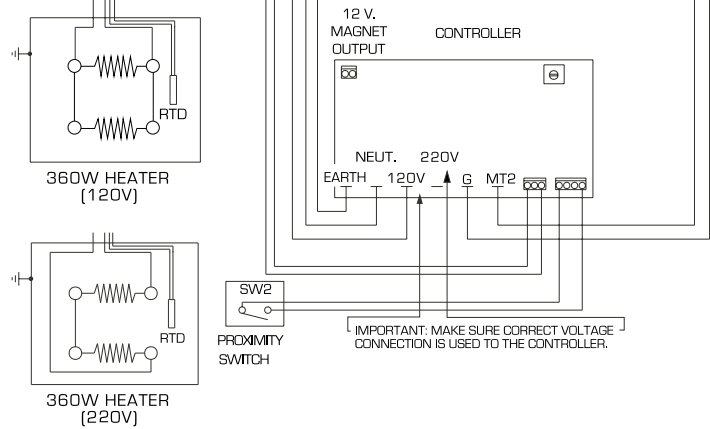 12 V.
MAGNET
OUTPUT
CONTROLLER
RTD
360W HEATER
(120V)
NEUT. 220V
EARTH 120V G MT2
SW2
PROXIMITY
SWITCH
IMPORTANT: MAKE SURE CORRECT VOLTAGE
CONNECTION IS USED TO THE CONTROLLER.
RTD
360W HEATER
(220V)